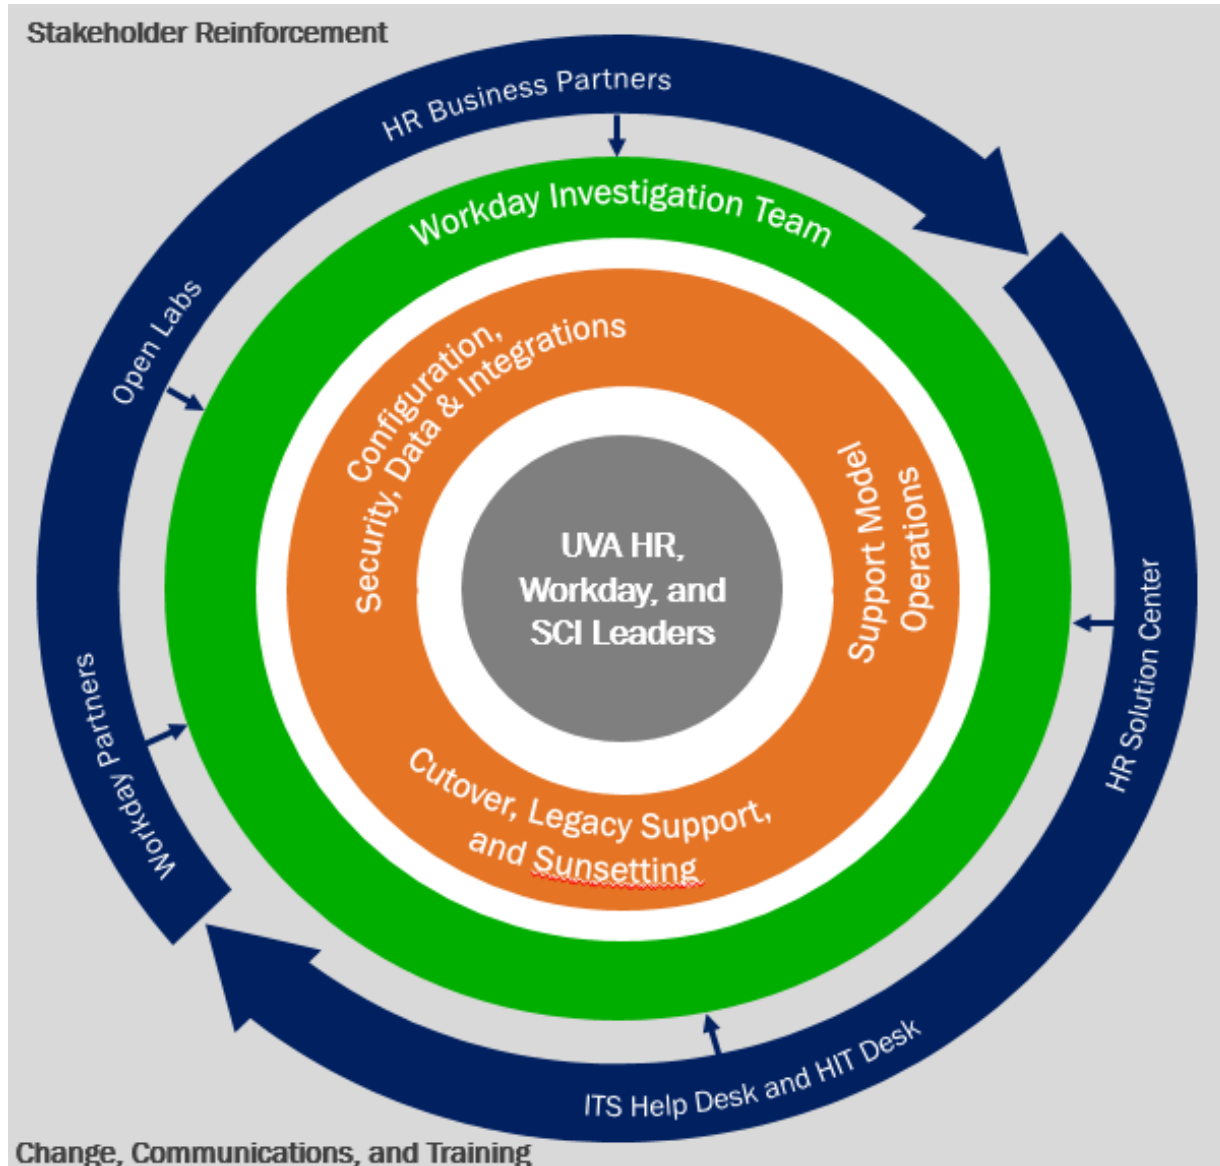 Stakeholder Reinforcement
HR Business Partners
Workday Investigation Team
Open Labs
Configuration,
Security, Data & Integrations
Support Model
Operations
UVA HR,
Workday, and
SCI Leaders
HR Solution Center
Workday Partners
Cutover, Legacy Support,
and Sunsetting
ITS Help Desk and HIT Desk
Change, Communications, and Training